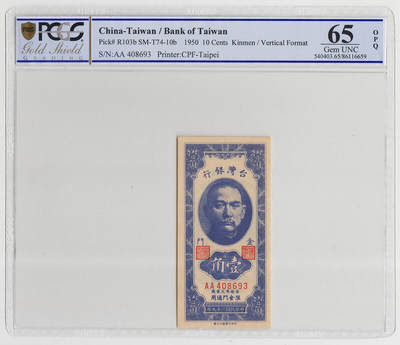 PCGS
Gold Shield
GRADING
China-Taiwan / Bank of Taiwan
Pick# R103b SM-T74-10b 1950 10 Cents Kinmen / Vertical Format
S/N:AA 408693 Printer:CPF-Taipei
65
Gem UNC
OPQ
540403.65/86116659
行銀灣台
門 金
角壹
AA 408693
用通門金限